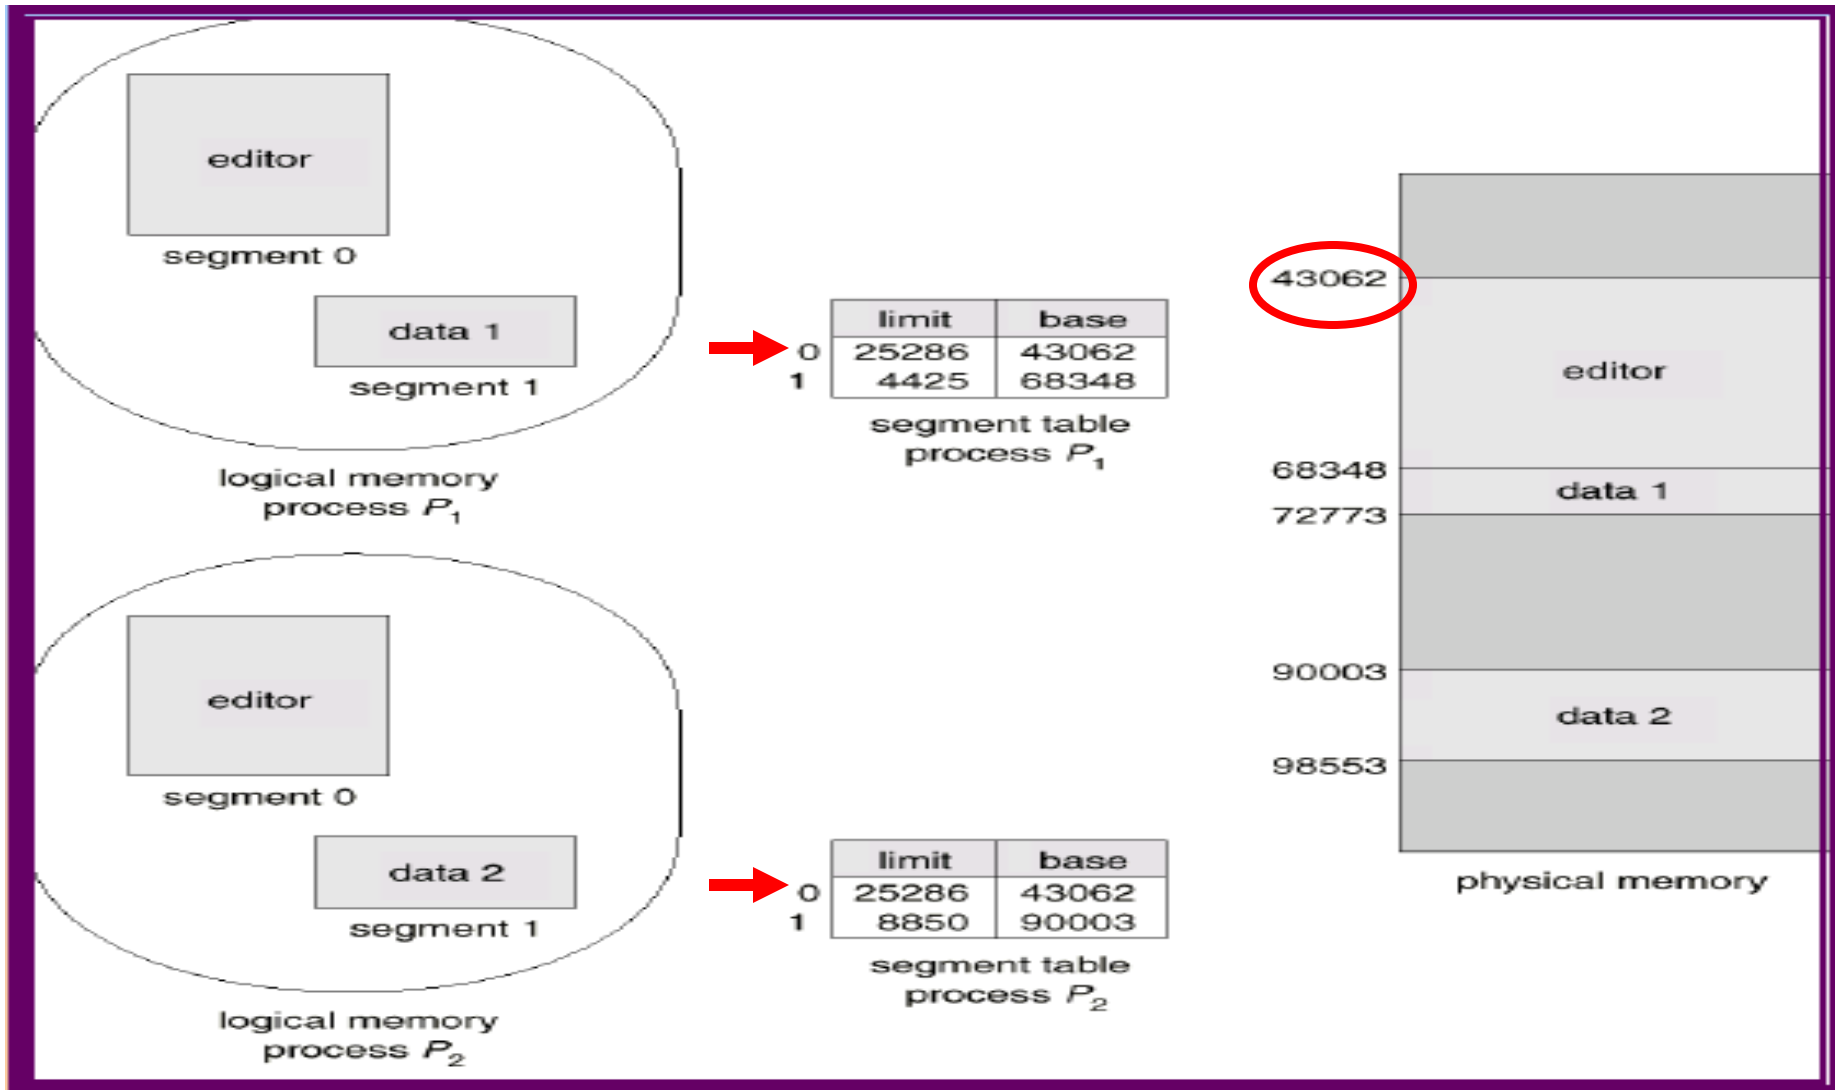 editor
segment 0
data 1
segment 1
logical memory
process P1
limit base
0 25286 43062
1 4425 68348
segment table
process P1
43062
editor
68348
data 1
72773
90003
data 2
98553
physical memory
editor
segment 0
data 2
segment 1
logical memory
process P2
limit base
0 25286 43062
1 8850 90003
segment table
process P2